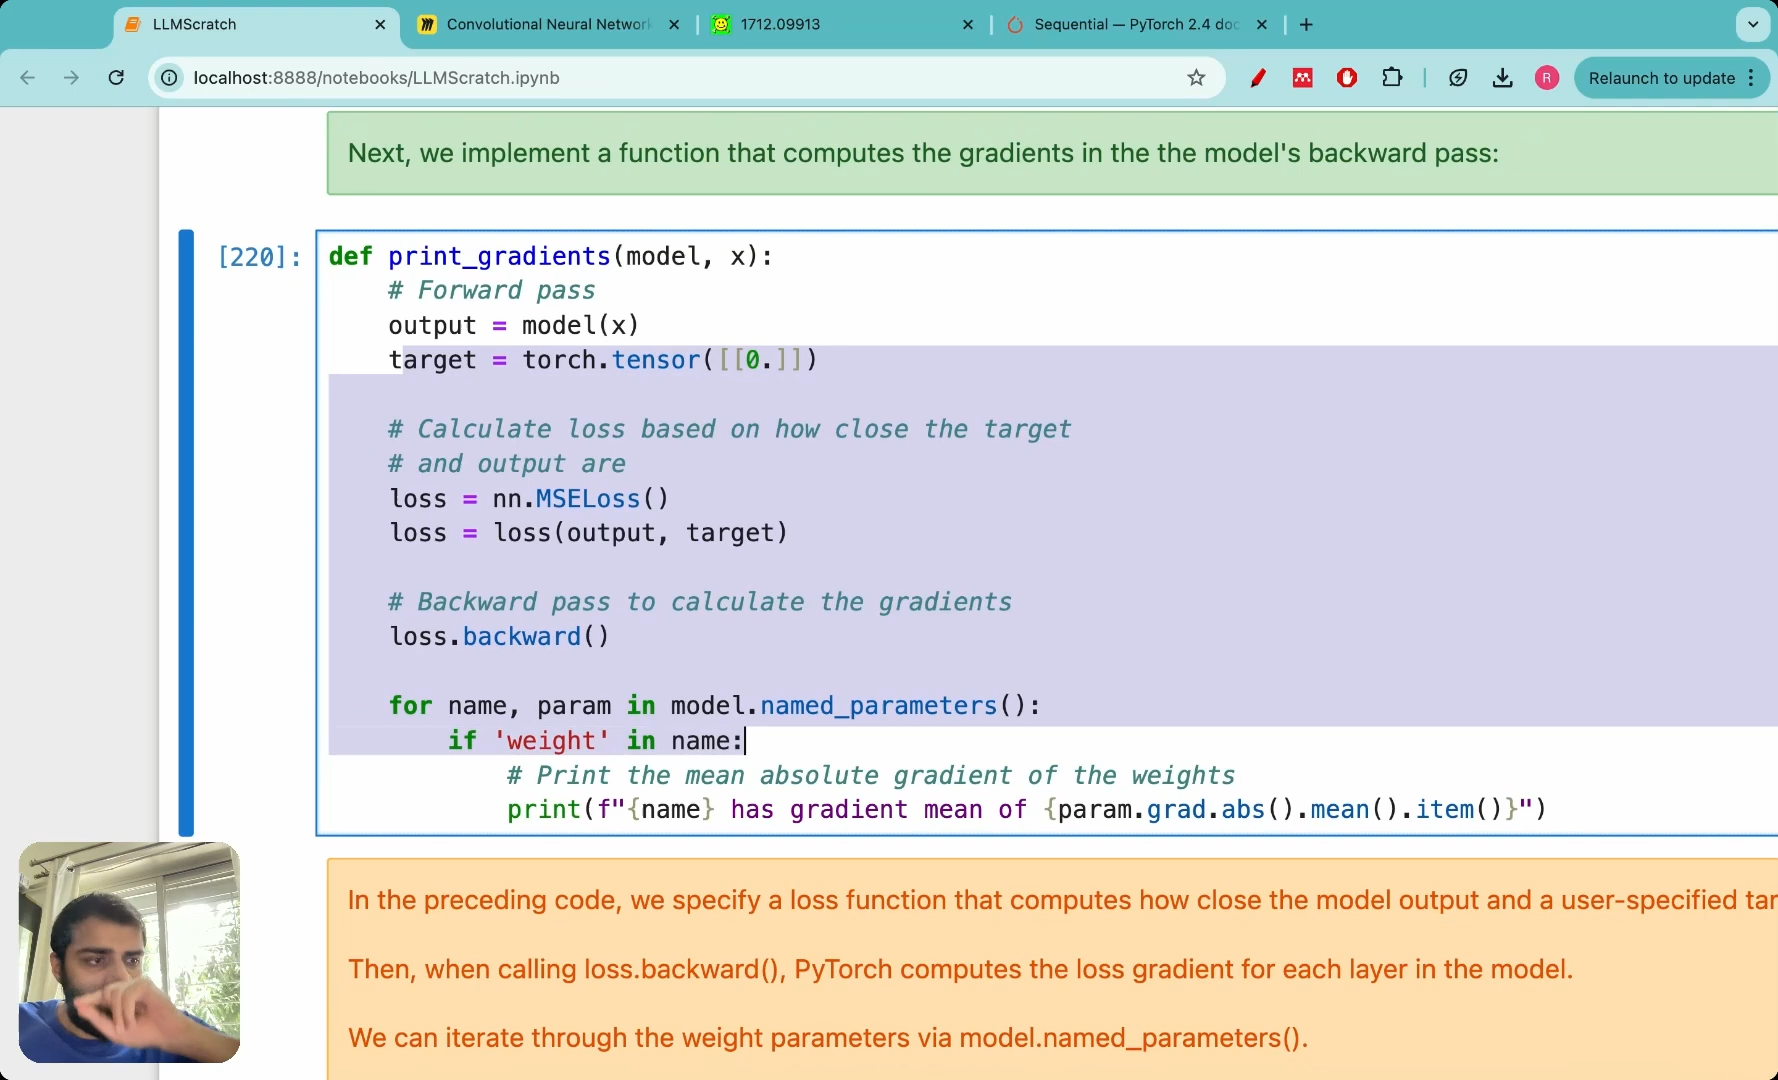 LLMScratch
Convolutional Neural Network
1712.09913
Sequential — PyTorch 2.4 doc
localhost:8888/notebooks/LLMScratch.ipynb
R
Relaunch to update
Next, we implement a function that computes the gradients in the the model's backward pass:
[220]:
def print_gradients(model, x):
# Forward pass
output = model(x)
target = torch.tensor([[0.]])
# Calculate loss based on how close the target
# and output are
loss = nn.MSELoss()
loss = loss(output, target)
# Backward pass to calculate the gradients
loss.backward()
for name, param in model.named_parameters():
if 'weight' in name:
# Print the mean absolute gradient of the weights
print(f"{name} has gradient mean of {param.grad.abs().mean().item()}")
In the preceding code, we specify a loss function that computes how close the model output and a user-specified tar
Then, when calling loss.backward(), PyTorch computes the loss gradient for each layer in the model.
We can iterate through the weight parameters via model.named_parameters().